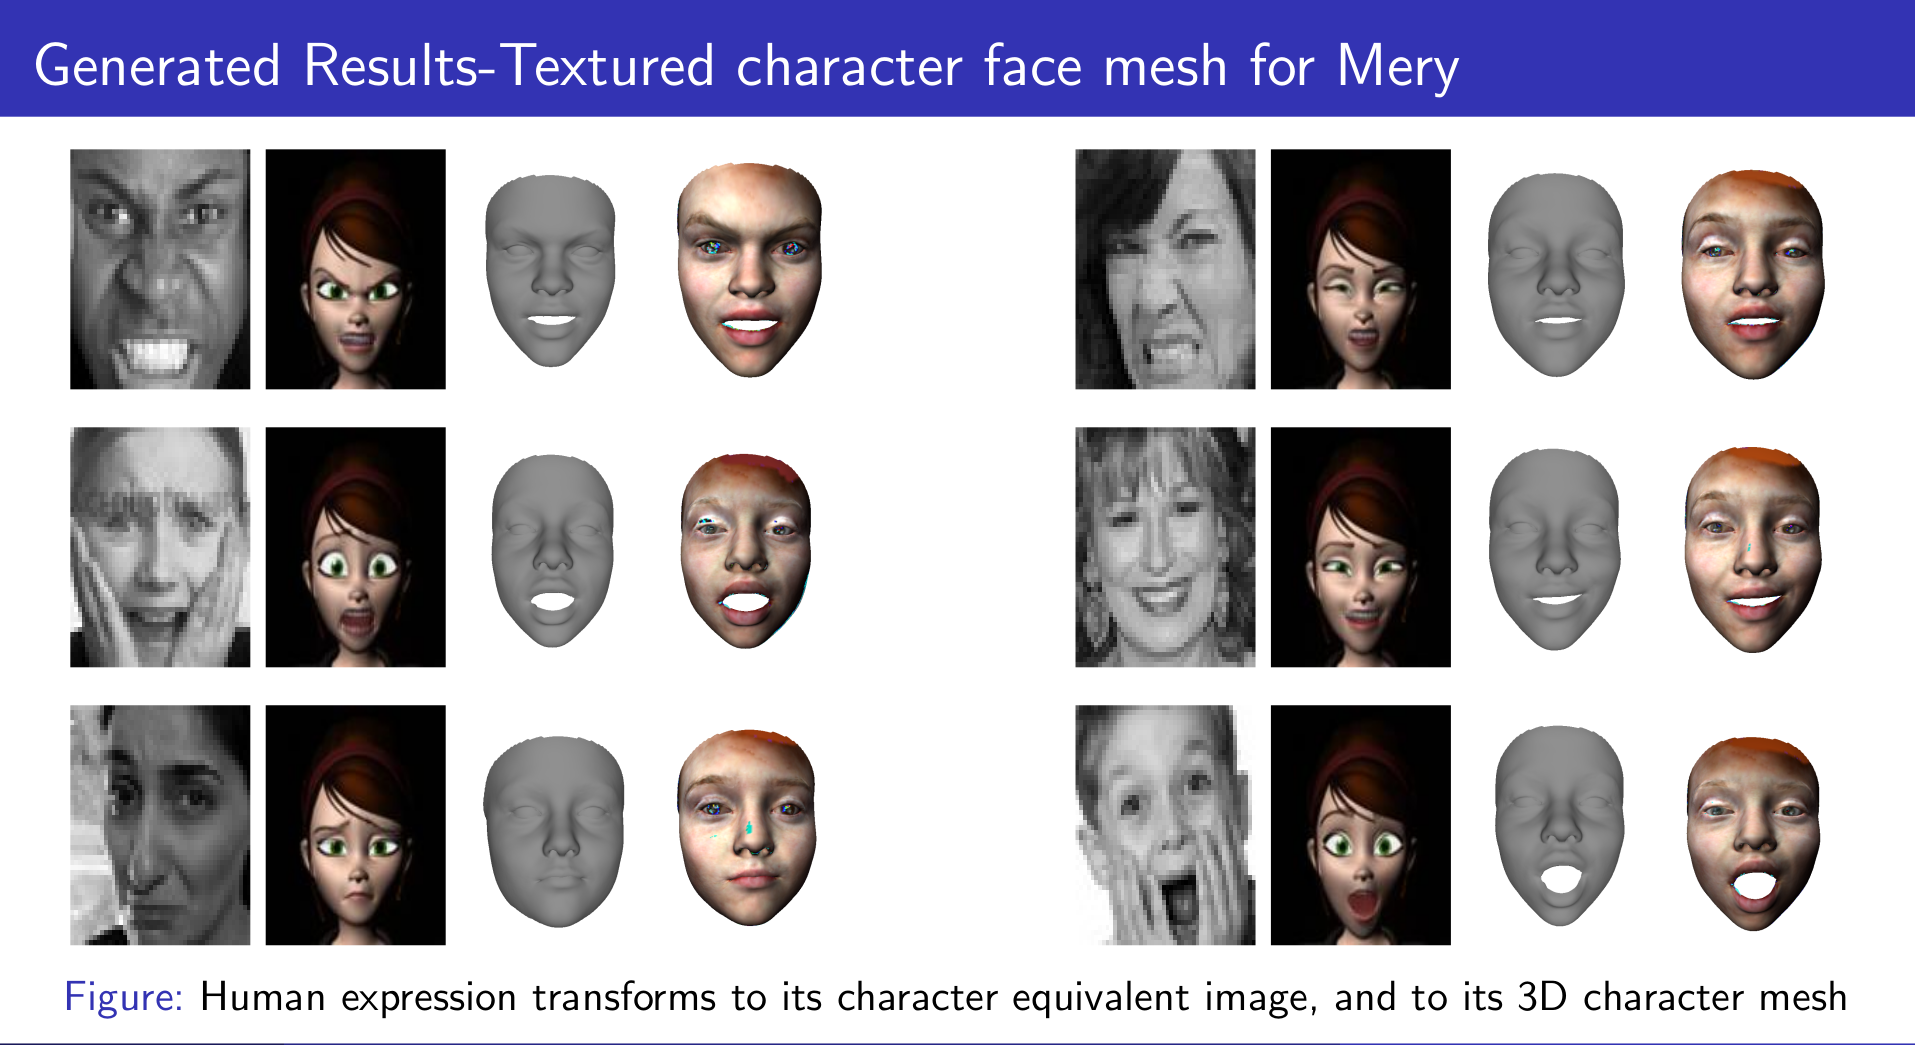 Generated Results-Textured character face mesh for Mery
Figure: Human expression transforms to its character equivalent image, and to its 3D character mesh